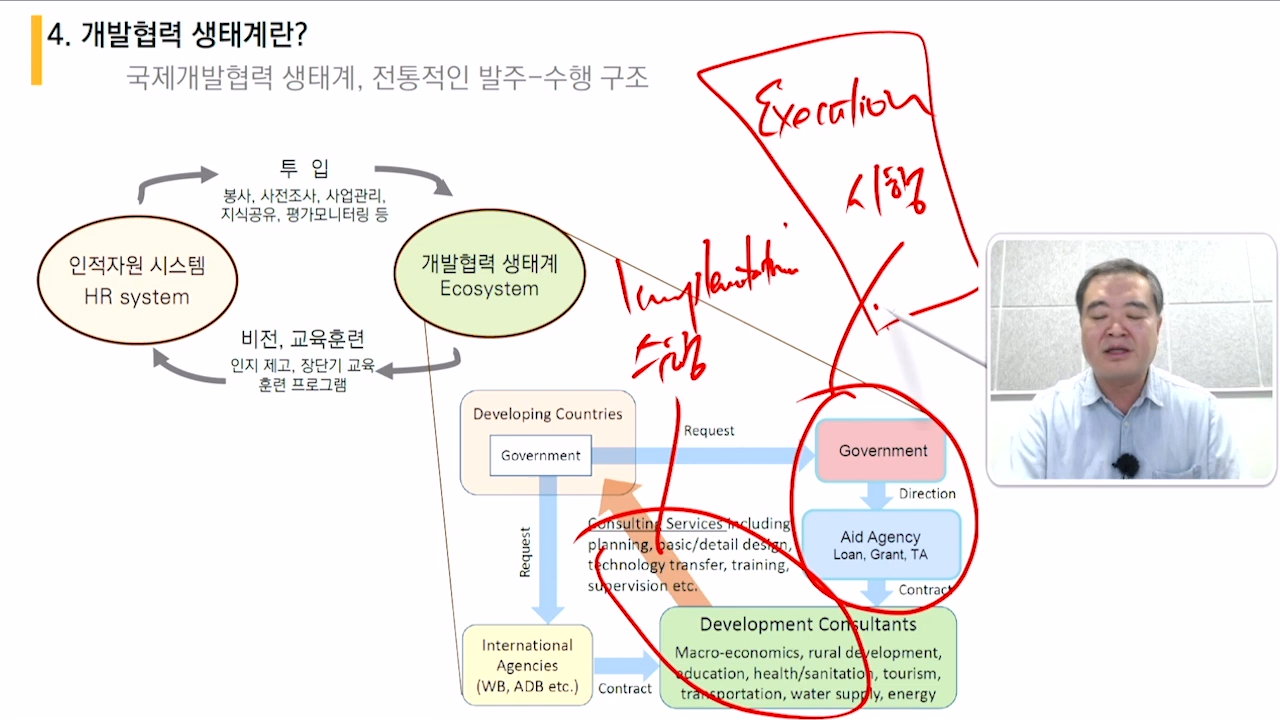 4. 개발협력 생태계란?
국제개발협력 생태계, 전통적인 발주-수행 구조
Execution
시행
Implementation
수행
투 입
봉사, 사전조사, 사업관리,
지식공유, 평가모니터링 등
인적자원 시스템
HR system
개발협력 생태계
Ecosystem
비전, 교육훈련
인지 제고, 장단기 교육
훈련 프로그램
Developing Countries
Government
Request
Government
Direction
Aid Agency
Loan, Grant, TA
Contract
Request
Consulting Services including
planning, basic/detail design,
technology transfer, training,
supervision etc.
International
Agencies
(WB, ADB etc.)
Contract
Development Consultants
Macro-economics, rural development,
education, health/sanitation, tourism,
transportation, water supply, energy